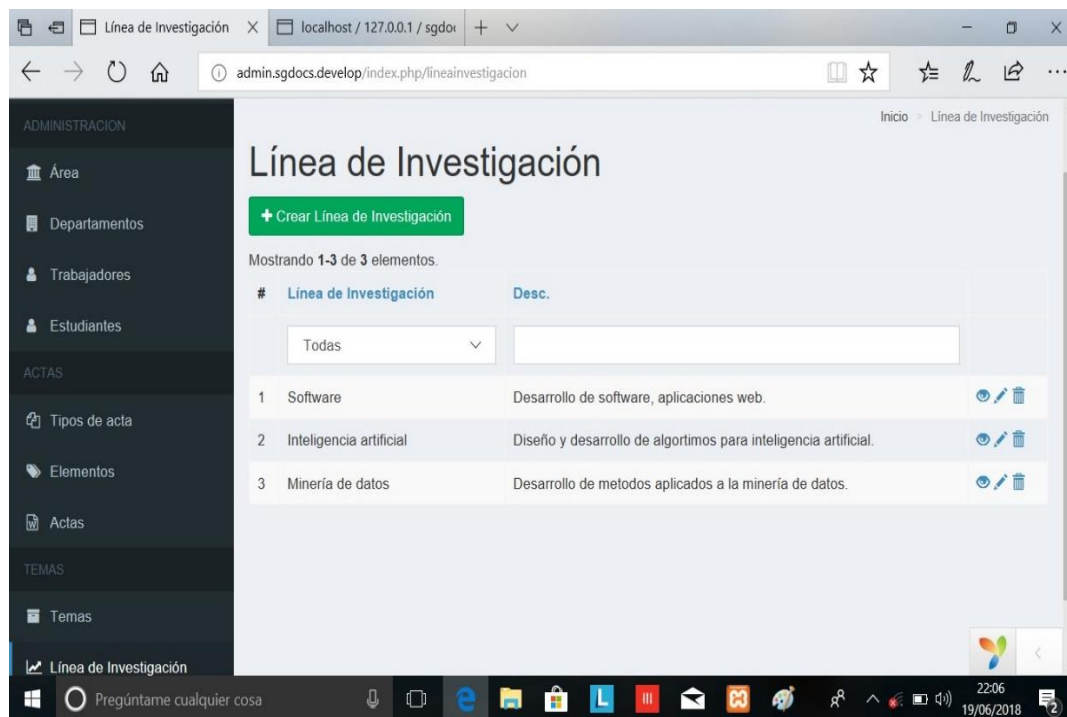 Línea de Investigación
localhost / 127.0.0.1 / sgdoc
admin.sgdocs.develop/index.php/lineainvestigacion
ADMINISTRACION
Área
Departamentos
Trabajadores
Estudiantes
ACTAS
Tipos de acta
Elementos
Actas
TEMAS
Temas
Línea de Investigación
Inicio > Línea de Investigación
Línea de Investigación
+ Crear Línea de Investigación
Mostrando 1-3 de 3 elementos.
# Línea de Investigación Desc.
Todas
1 Software Desarrollo de software, aplicaciones web.
2 Inteligencia artificial Diseño y desarrollo de algortimos para inteligencia artificial.
3 Minería de datos Desarrollo de metodos aplicados a la minería de datos.
Pregúntame cualquier cosa
22:06
19/06/2018
2